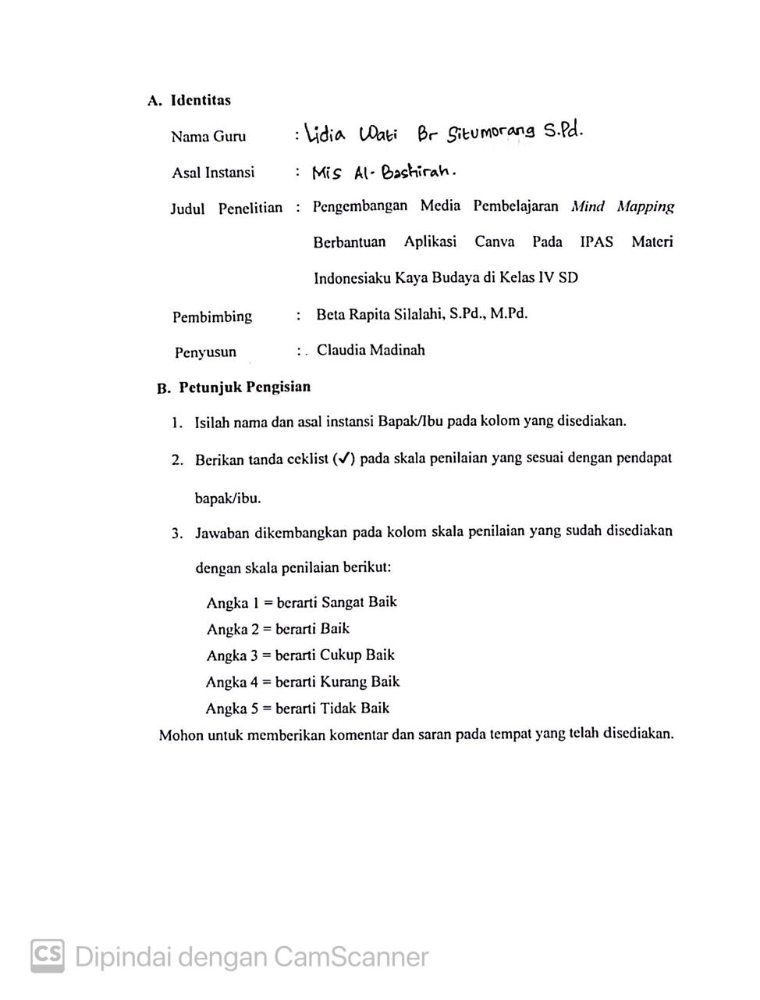 A. Identitas
Nama Guru : Lidia Wati Br Situmorang S.Pd.
Asal Instansi : Mis Al-Bashirah.
Judul Penelitian : Pengembangan Media Pembelajaran Mind Mapping
Berbantuan Aplikasi Canva Pada IPAS Materi
Indonesiaku Kaya Budaya di Kelas IV SD
Pembimbing : Beta Rapita Silalahi, S.Pd., M.Pd.
Penyusun : . Claudia Madinah
B. Petunjuk Pengisian
1. Isilah nama dan asal instansi Bapak/Ibu pada kolom yang disediakan.
2. Berikan tanda ceklist (✓) pada skala penilaian yang sesuai dengan pendapat
bapak/ibu.
3. Jawaban dikembangkan pada kolom skala penilaian yang sudah disediakan
dengan skala penilaian berikut:
Angka 1 = berarti Sangat Baik
Angka 2 = berarti Baik
Angka 3 = berarti Cukup Baik
Angka 4 = berarti Kurang Baik
Angka 5 = berarti Tidak Baik
Mohon untuk memberikan komentar dan saran pada tempat yang telah disediakan.
CS Dipindai dengan CamScanner